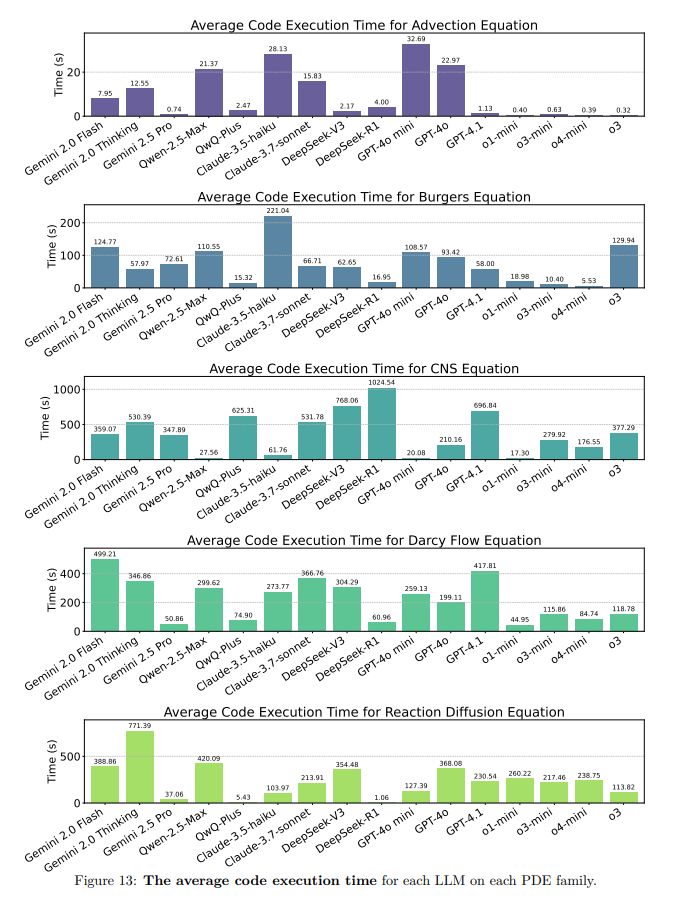 Average Code Execution Time for Advection Equation
Time (s)
20
0
7.95 12.55 0.74 21.37 2.47 28.13 15.83 2.17 4.00 32.69 22.97 1.13 0.40 0.63 0.39 0.32
Gemini 2.0 Flash Gemini 2.0 Thinking Gemini 2.5 Pro Qwen-2.5-Max QwQ-Plus Claude-3.5-haiku Claude-3.7-sonnet DeepSeek-V3 DeepSeek-R1 GPT-4o mini GPT-4o GPT-4.1 o1-mini o3-mini o4-mini o3
Average Code Execution Time for Burgers Equation
Time (s)
200
100
0
124.77 57.97 72.61 110.55 15.32 221.04 66.71 62.65 16.95 108.57 93.42 58.00 18.98 10.40 5.53 129.94
Gemini 2.0 Flash Gemini 2.0 Thinking Gemini 2.5 Pro Qwen-2.5-Max QwQ-Plus Claude-3.5-haiku Claude-3.7-sonnet DeepSeek-V3 DeepSeek-R1 GPT-4o mini GPT-4o GPT-4.1 o1-mini o3-mini o4-mini o3
Average Code Execution Time for CNS Equation
Time (s)
1000
500
0
359.07 530.39 347.89 27.56 625.31 61.76 531.78 768.06 1024.54 20.08 210.16 696.84 17.30 279.92 176.55 377.29
Gemini 2.0 Flash Gemini 2.0 Thinking Gemini 2.5 Pro Qwen-2.5-Max QwQ-Plus Claude-3.5-haiku Claude-3.7-sonnet DeepSeek-V3 DeepSeek-R1 GPT-4o mini GPT-4o GPT-4.1 o1-mini o3-mini o4-mini o3
Average Code Execution Time for Darcy Flow Equation
Time (s)
400
200
0
499.21 346.86 50.86 299.62 74.90 273.77 366.76 304.29 60.96 259.13 199.11 417.81 44.95 115.86 84.74 118.78
Gemini 2.0 Flash Gemini 2.0 Thinking Gemini 2.5 Pro Qwen-2.5-Max QwQ-Plus Claude-3.5-haiku Claude-3.7-sonnet DeepSeek-V3 DeepSeek-R1 GPT-4o mini GPT-4o GPT-4.1 o1-mini o3-mini o4-mini o3
Average Code Execution Time for Reaction Diffusion Equation
Time (s)
500
0
388.86 771.39 37.06 420.09 5.43 103.97 213.91 354.48 1.06 127.39 368.08 230.54 260.22 217.46 238.75 113.82
Gemini 2.0 Flash Gemini 2.0 Thinking Gemini 2.5 Pro Qwen-2.5-Max QwQ-Plus Claude-3.5-haiku Claude-3.7-sonnet DeepSeek-V3 DeepSeek-R1 GPT-4o mini GPT-4o GPT-4.1 o1-mini o3-mini o4-mini o3
Figure 13: The average code execution time for each LLM on each PDE family.